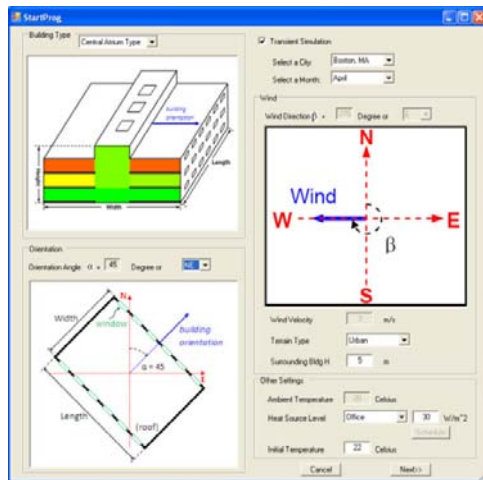 StartProg
Building Type
Central Atrium Type
building
orientation
Height
Length
Width
Orientation
Orientation Angle α = 45 Degree or NE
Width
N
window
building
orientation
α = 45
E
Length
(roof)
Transient Simulation
Select a City: Boston, MA
Select a Month: April
Wind
Wind Direction β = Degree or
N
Wind
W
E
β
S
Wind Velocity m/s
Terrain Type Urban
Surrounding Bldg H 5 m
Other Settings
Ambient Temperature Celsius
Heat Source Level Office 30 W/m^2
Schedule
Initial Temperature 22 Celsius
Cancel Next>>